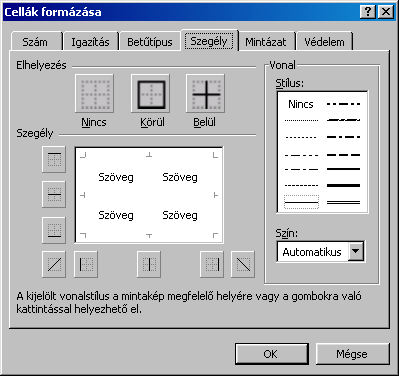 Cellák formázása
Szám Igazítás Betűtípus Szegély Mintázat Védelem
Elhelyezés
Nincs Körül Belül
Szegély
Szöveg Szöveg
Szöveg Szöveg
Vonal
Stílus:
Nincs
Szín:
Automatikus
A kijelölt vonalstílus a mintakép megfelelő helyére vagy a gombokra való
kattintással helyezhető el.
OK Mégse